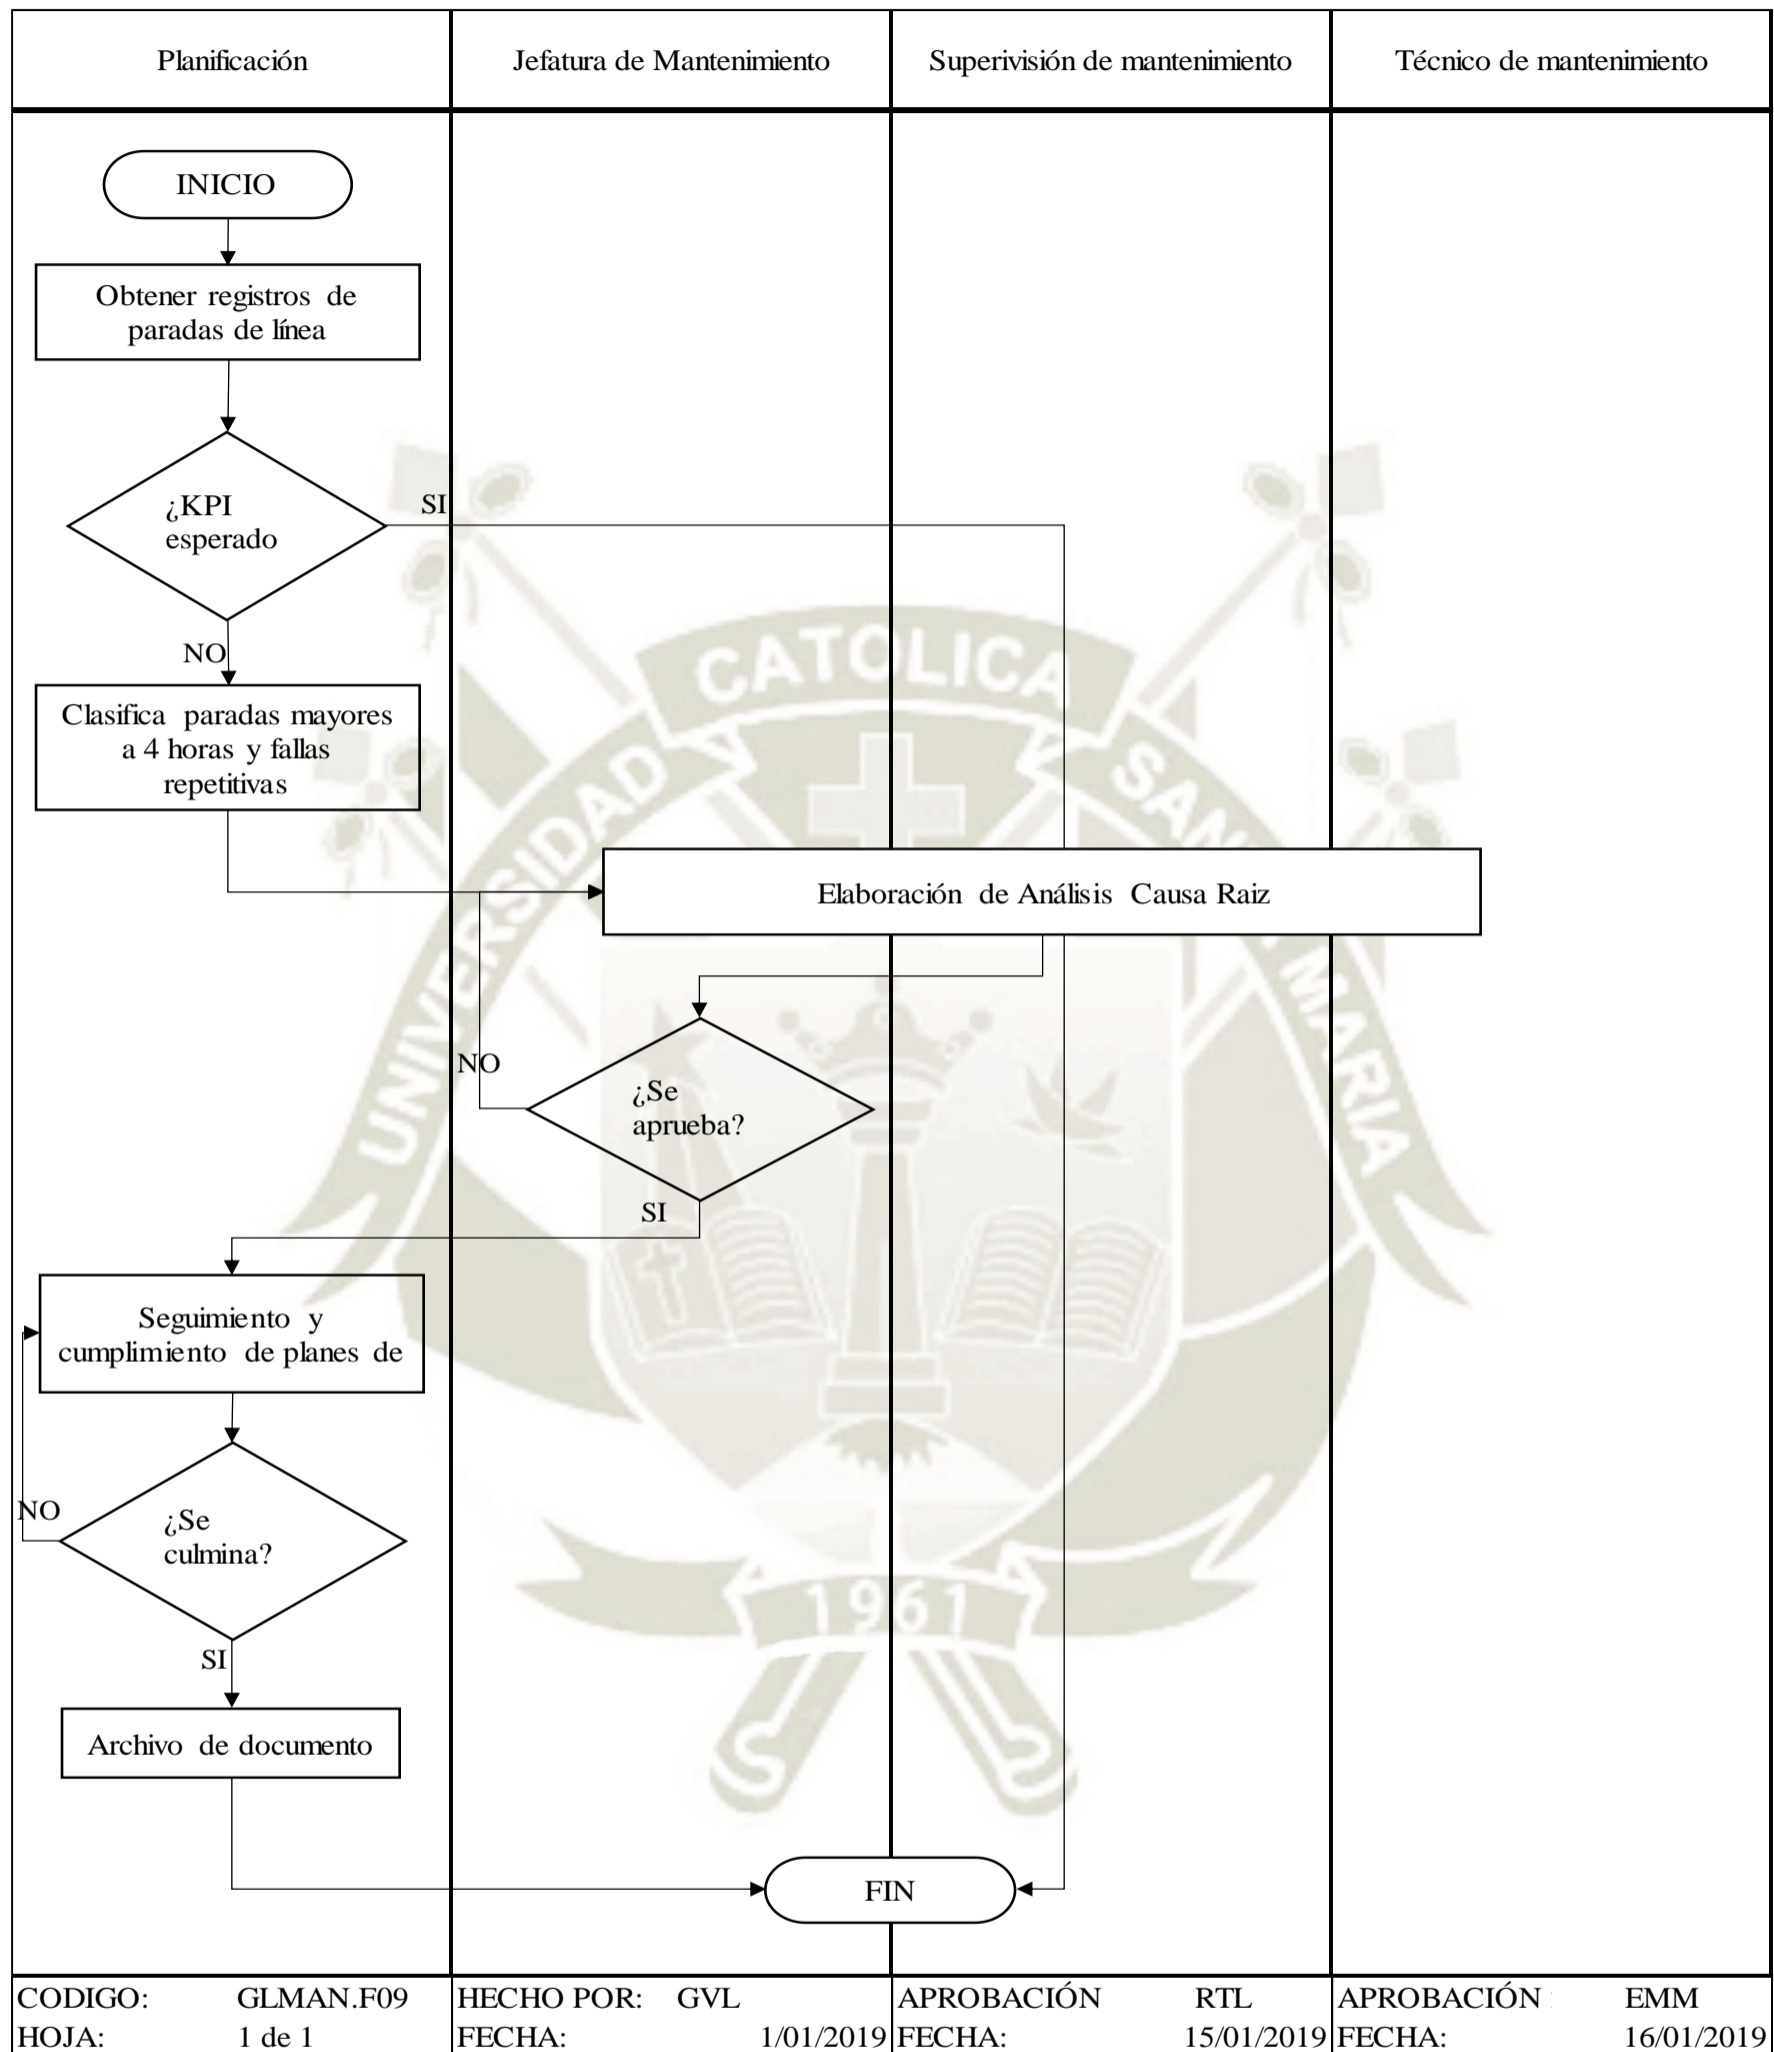 Planificación
Jefatura de Mantenimiento
Superivisión de mantenimiento
Técnico de mantenimiento
INICIO
Obtener registros de
paradas de línea
¿KPI
esperado
SI
NO
Clasifica paradas mayores
a 4 horas y fallas
repetitivas
Elaboración de Análisis Causa Raiz
¿Se
aprueba?
NO
SI
Seguimiento y
cumplimiento de planes de
¿Se
culmina?
NO
SI
Archivo de documento
FIN
UNIVERSIDAD
CATOLICA
MARIA
1961
CODIGO: GLMAN.F09
HOJA: 1 de 1
HECHO POR: GVL
FECHA: 1/01/2019
APROBACIÓN RTL
FECHA: 15/01/2019
APROBACIÓN EMM
FECHA: 16/01/2019